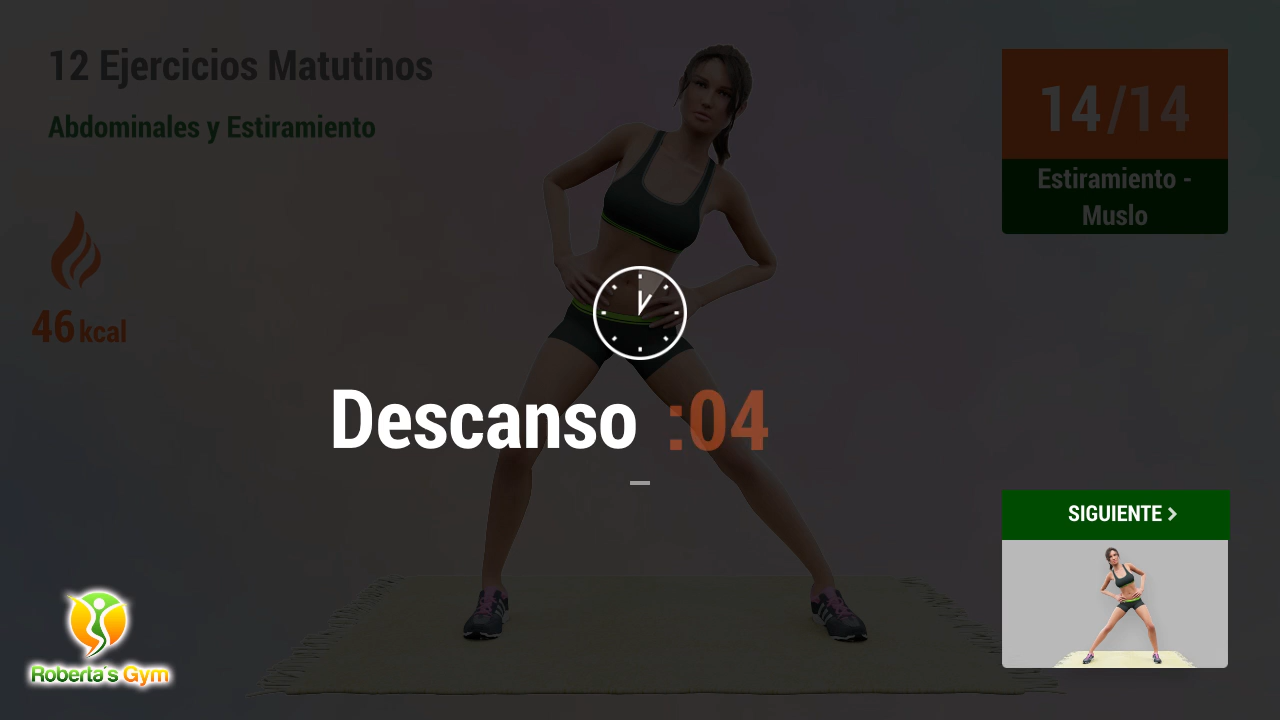 12 Ejercicios Matutinos
Abdominales y Estiramiento
14/14
Estiramiento -
Muslo
46 kcal
Descanso :04
SIGUIENTE >
Roberta´s Gym